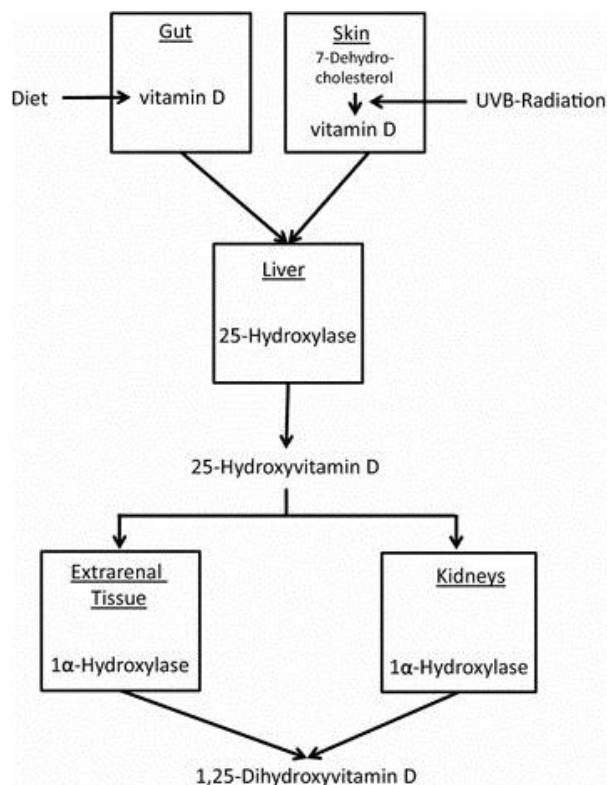 Gut
Skin
7-Dehydro-
cholesterol
Diet
vitamin D
UVB-Radiation
vitamin D
Liver
25-Hydroxylase
25-Hydroxyvitamin D
Extrarenal
Tissue
Kidneys
1α-Hydroxylase
1α-Hydroxylase
1,25-Dihydroxyvitamin D